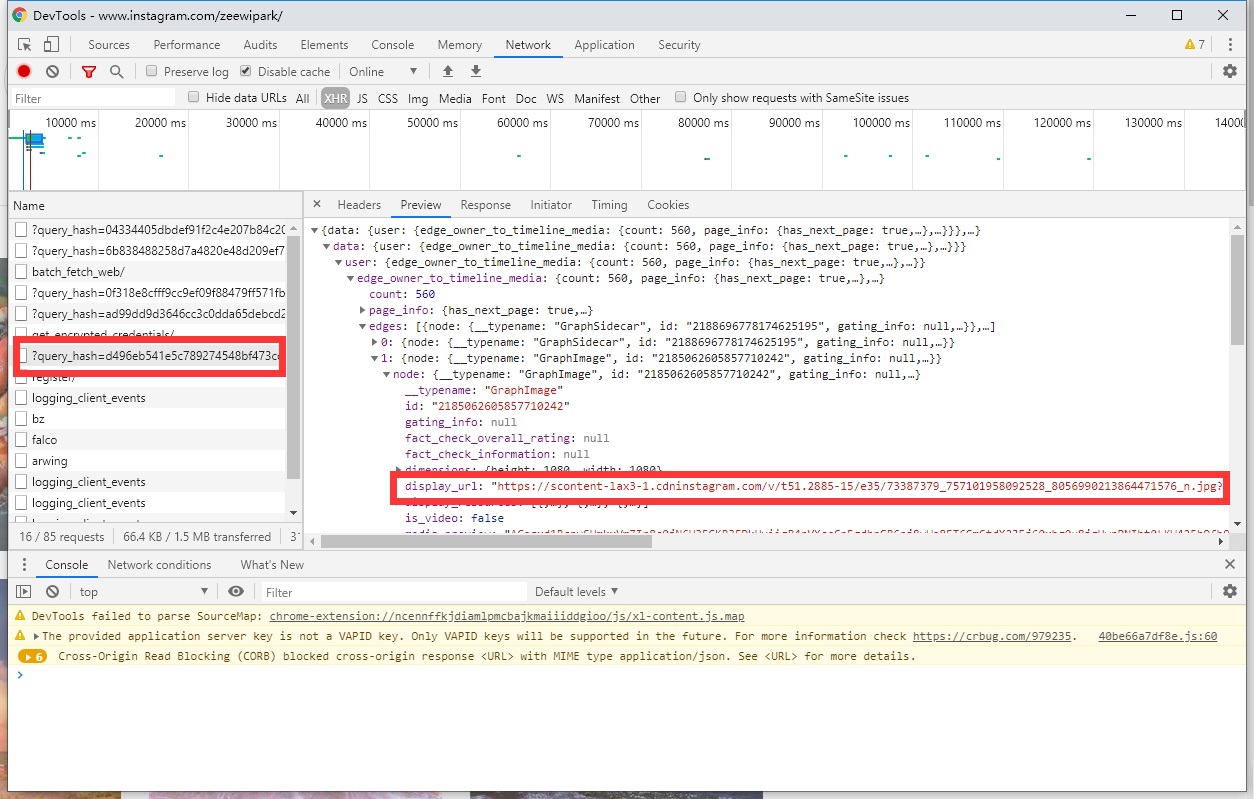 DevTools - www.instagram.com/zeewipark/
Sources Performance Audits Elements Console Memory Network Application Security 7
Preserve log Disable cache Online
Filter Hide data URLs All XHR JS CSS Img Media Font Doc WS Manifest Other Only show requests with SameSite issues
10000 ms 20000 ms 30000 ms 40000 ms 50000 ms 60000 ms 70000 ms 80000 ms 90000 ms 100000 ms 110000 ms 120000 ms 130000 ms 14000
Name
?query_hash=04334405dbdef91f2c4e207b84c20
?query_hash=6b838488258d7a4820e48d209ef7
batch_fetch_web/
?query_hash=0f318e8cfff9cc9ef09f88479ff571fb
?query_hash=ad99dd9d3646cc3c0dda65debcd2
get_encrypted_credentials/
?query_hash=d496eb541e5c789274548bf473c
register/
logging_client_events
bz
falco
arwing
logging_client_events
logging_client_events
16 / 85 requests 66.4 KB / 1.5 MB transferred
Headers Preview Response Initiator Timing Cookies
{data: {user: {edge_owner_to_timeline_media: {count: 560, page_info: {has_next_page: true,…},…}}},…}
data: {user: {edge_owner_to_timeline_media: {count: 560, page_info: {has_next_page: true,…},…}}}
user: {edge_owner_to_timeline_media: {count: 560, page_info: {has_next_page: true,…},…}}
edge_owner_to_timeline_media: {count: 560, page_info: {has_next_page: true,…},…}
count: 560
page_info: {has_next_page: true,…}
edges: [{node: {__typename: "GraphSidecar", id: "2188696778174625195", gating_info: null,…}},…]
0: {node: {__typename: "GraphSidecar", id: "2188696778174625195", gating_info: null,…}}
1: {node: {__typename: "GraphImage", id: "2185062605857710242", gating_info: null,…}}
node: {__typename: "GraphImage", id: "2185062605857710242", gating_info: null,…}
__typename: "GraphImage"
id: "2185062605857710242"
gating_info: null
fact_check_overall_rating: null
fact_check_information: null
dimensions: {height: 1080, width: 1080}
display_url: "https://scontent-lax3-1.cdninstagram.com/v/t51.2885-15/e35/73387379_757101958092528_8056990213864471576_n.jpg?
is_video: false
Console Network conditions What's New
top Filter Default levels
DevTools failed to parse SourceMap: chrome-extension://ncennffkjdiamlpmcbajkmaiiiddgioo/js/xl-content.js.map
The provided application server key is not a VAPID key. Only VAPID keys will be supported in the future. For more information check https://crbug.com/979235. 40be66a7df8e.js:60
6 Cross-Origin Read Blocking (CORB) blocked cross-origin response <URL> with MIME type application/json. See <URL> for more details.